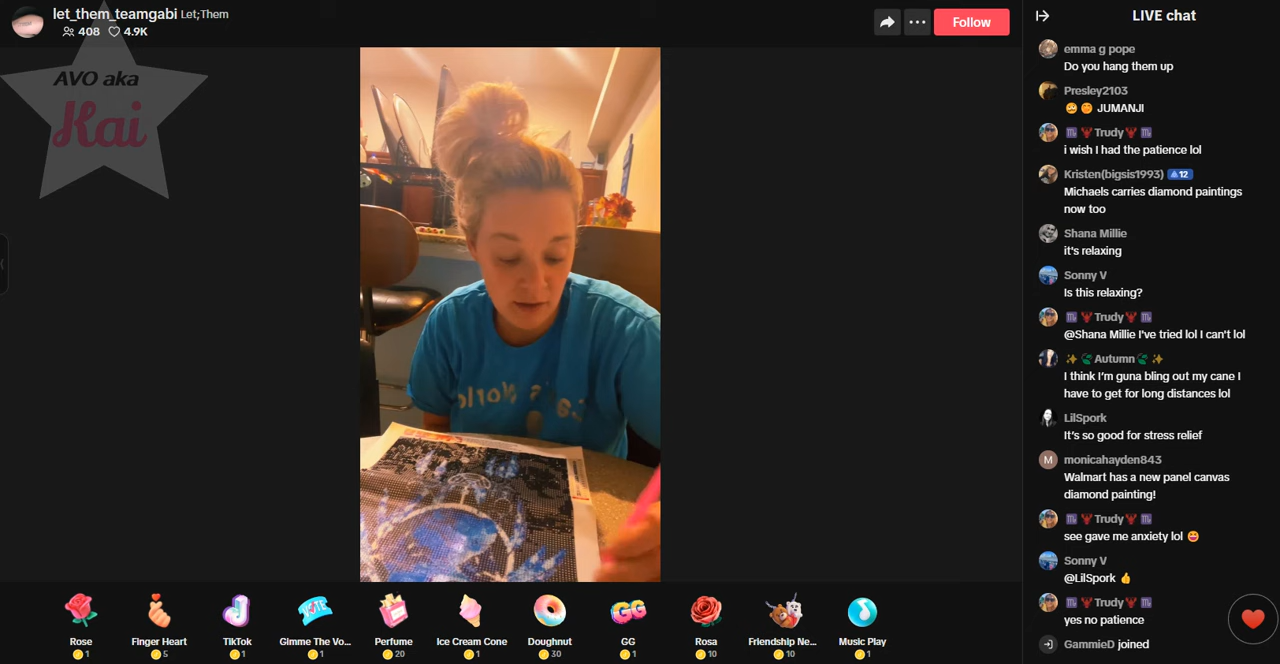 let_them_teamgabi Let;Them
408 4.9K
Follow
AVO aka
Kai
LIVE chat
emma g pope
Do you hang them up
Presley2103
🥺 😊 JUMANJI
♏ 🦞 Trudy 🦞 ♏
i wish I had the patience lol
Kristen(bigsis1993) 12
Michaels carries diamond paintings
now too
Shana Millie
it's relaxing
Sonny V
Is this relaxing?
♏ 🦞 Trudy 🦞 ♏
@Shana Millie I've tried lol I can't lol
✨ Autumn ✨
I think I'm guna bling out my cane I
have to get for long distances lol
LilSpork
It's so good for stress relief
M monicahayden843
Walmart has a new panel canvas
diamond painting!
♏ 🦞 Trudy 🦞 ♏
see gave me anxiety lol 😆
Sonny V
@LilSpork 👍
♏ 🦞 Trudy 🦞 ♏
yes no patience
GammieD joined
Rose
1
Finger Heart
5
TikTok
1
Gimme The Vo...
1
Perfume
20
Ice Cream Cone
1
Doughnut
30
GG
1
Rosa
10
Friendship Ne...
10
Music Play
1